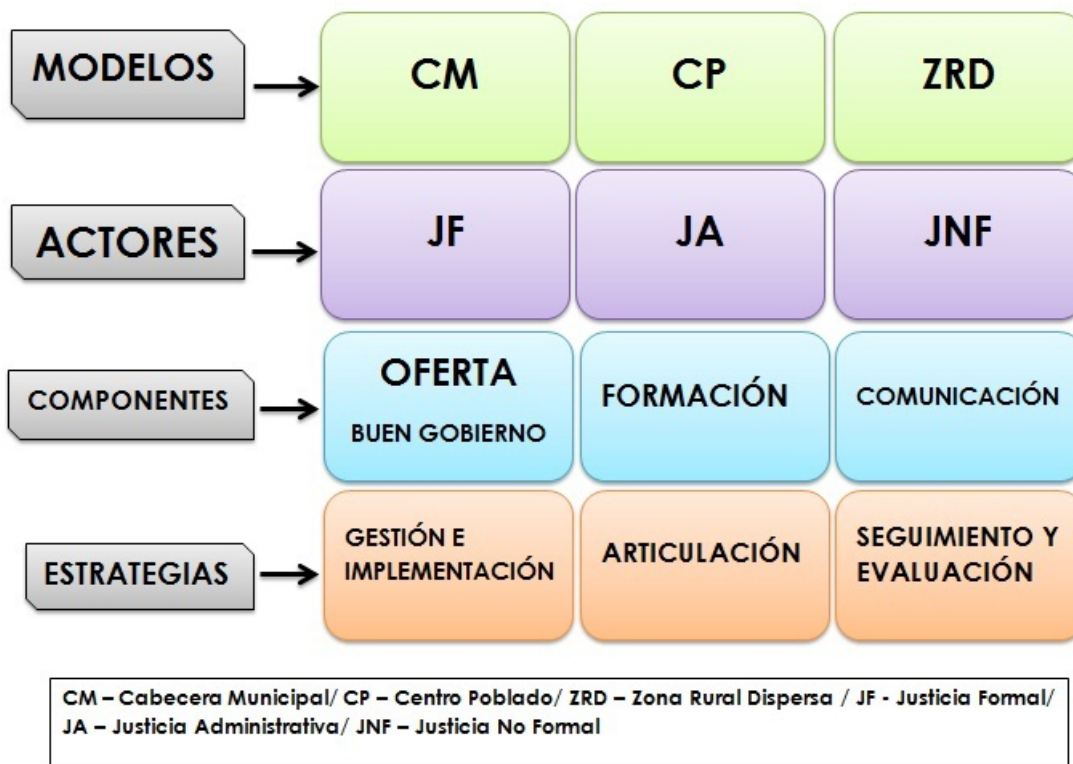 MODELOS
CM
CP
ZRD
ACTORES
JF
JA
JNF
COMPONENTES
OFERTA
BUEN GOBIERNO
FORMACIÓN
COMUNICACIÓN
ESTRATEGIAS
GESTIÓN E
IMPLEMENTACIÓN
ARTICULACIÓN
SEGUIMIENTO Y
EVALUACIÓN
CM – Cabecera Municipal/ CP – Centro Poblado/ ZRD – Zona Rural Dispersa / JF - Justicia Formal/
JA – Justicia Administrativa/ JNF – Justicia No Formal